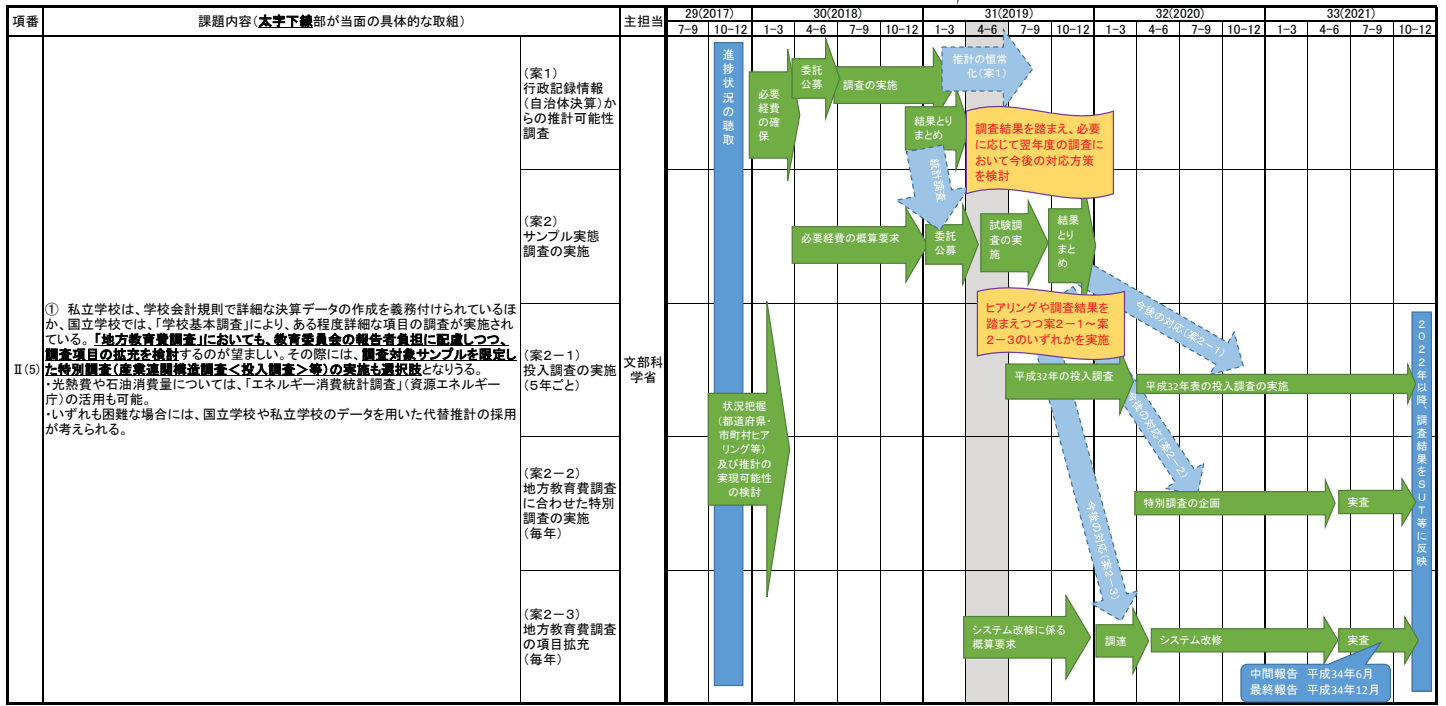 項番
課題内容(太字下線部が当面の具体的な取組)
主担当
29(2017)
30(2018)
31(2019)
32(2020)
33(2021)
7-9
10-12
1-3
4-6
7-9
10-12
1-3
4-6
7-9
10-12
1-3
4-6
7-9
10-12
1-3
4-6
7-9
10-12
Ⅱ(5)
① 私立学校は、学校会計規則で詳細な決算データの作成を義務付けられているほ
か、国立学校では、「学校基本調査」により、ある程度詳細な項目の調査が実施され
ている。「地方教育費調査」においても、教育委員会の報告者負担に配慮しつつ、
調査項目の拡充を検討するのが望ましい。その際には、調査対象サンプルを限定し
た特別調査(産業連関構造調査<投入調査>等)の実施も選択肢となりうる。
・光熱費や石油消費量については、「エネルギー消費統計調査」(資源エネルギー
庁)の活用も可能。
・いずれも困難な場合には、国立学校や私立学校のデータを用いた代替推計の採用
が考えられる。
文部科
学省
(案1)
行政記録情報
(自治体決算)か
らの推計可能性
調査
(案2)
サンプル実態
調査の実施
(案2-1)
投入調査の実施
(5年ごと)
(案2-2)
地方教育費調査
に合わせた特別
調査の実施
(毎年)
(案2-3)
地方教育費調査
の項目拡充
(毎年)
進捗状況の聴取
必要
経費
の確
保
委託
公募
調査の実施
推計の恒常
化(案1)
結果とり
まとめ
調査結果を踏まえ、必要
に応じて翌年度の調査に
おいて今後の対応方策
を検討
統計調査
必要経費の概算要求
委託
公募
試験調
査の実
施
結果
とり
まと
め
ヒアリングや調査結果を
踏まえつつ案2-1~案
2-3のいずれかを実施
今後の対応(案2-1)
平成32年の投入調査
平成32年表の投入調査の実施
状況把握
(都道府県・
市町村ヒア
リング等)
及び推計の
実現可能性
の検討
今後の対応(案2-2)
特別調査の企画
実査
今後の対応(案2-3)
システム改修に係る
概算要求
調達
システム改修
実査
中間報告 平成34年6月
最終報告 平成34年12月
2022年以降、調査結果をSUT等に反映